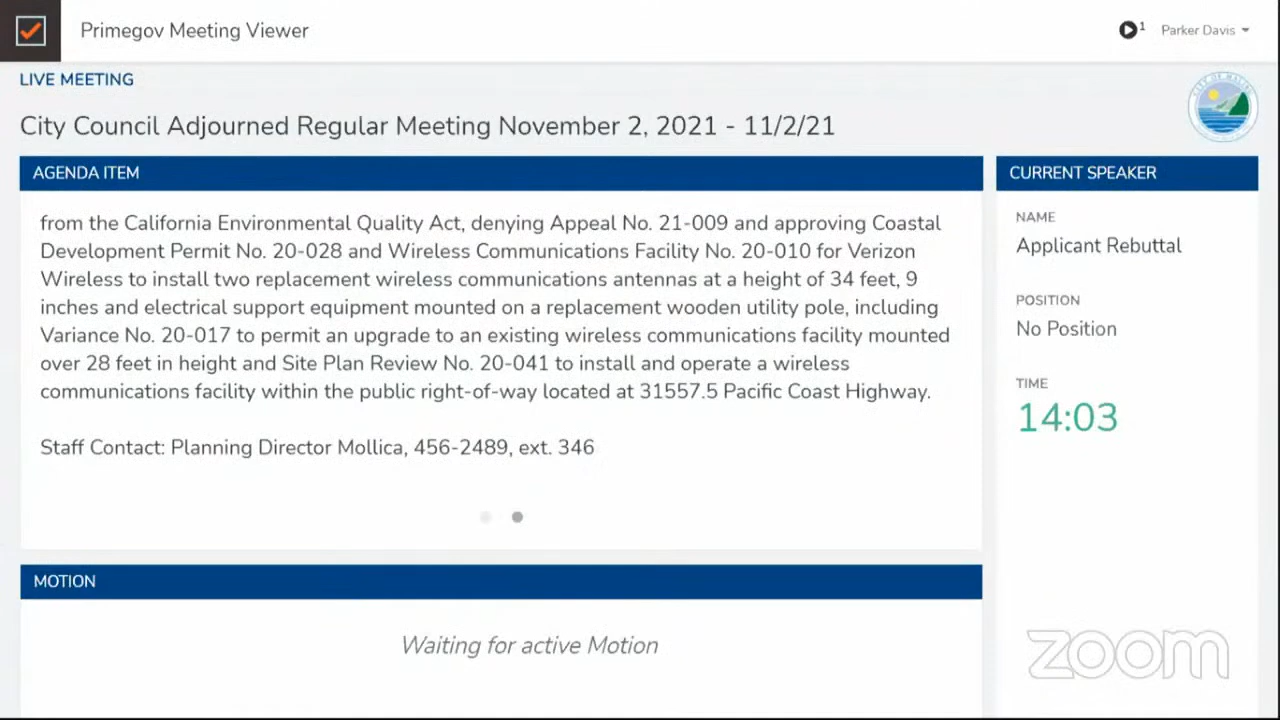 Primegov Meeting Viewer
1
Parker Davis
LIVE MEETING
City Council Adjourned Regular Meeting November 2, 2021 - 11/2/21
AGENDA ITEM
from the California Environmental Quality Act, denying Appeal No. 21-009 and approving Coastal
Development Permit No. 20-028 and Wireless Communications Facility No. 20-010 for Verizon
Wireless to install two replacement wireless communications antennas at a height of 34 feet, 9
inches and electrical support equipment mounted on a replacement wooden utility pole, including
Variance No. 20-017 to permit an upgrade to an existing wireless communications facility mounted
over 28 feet in height and Site Plan Review No. 20-041 to install and operate a wireless
communications facility within the public right-of-way located at 31557.5 Pacific Coast Highway.
Staff Contact: Planning Director Mollica, 456-2489, ext. 346
MOTION
Waiting for active Motion
CURRENT SPEAKER
NAME
Applicant Rebuttal
POSITION
No Position
TIME
14:03
zoom